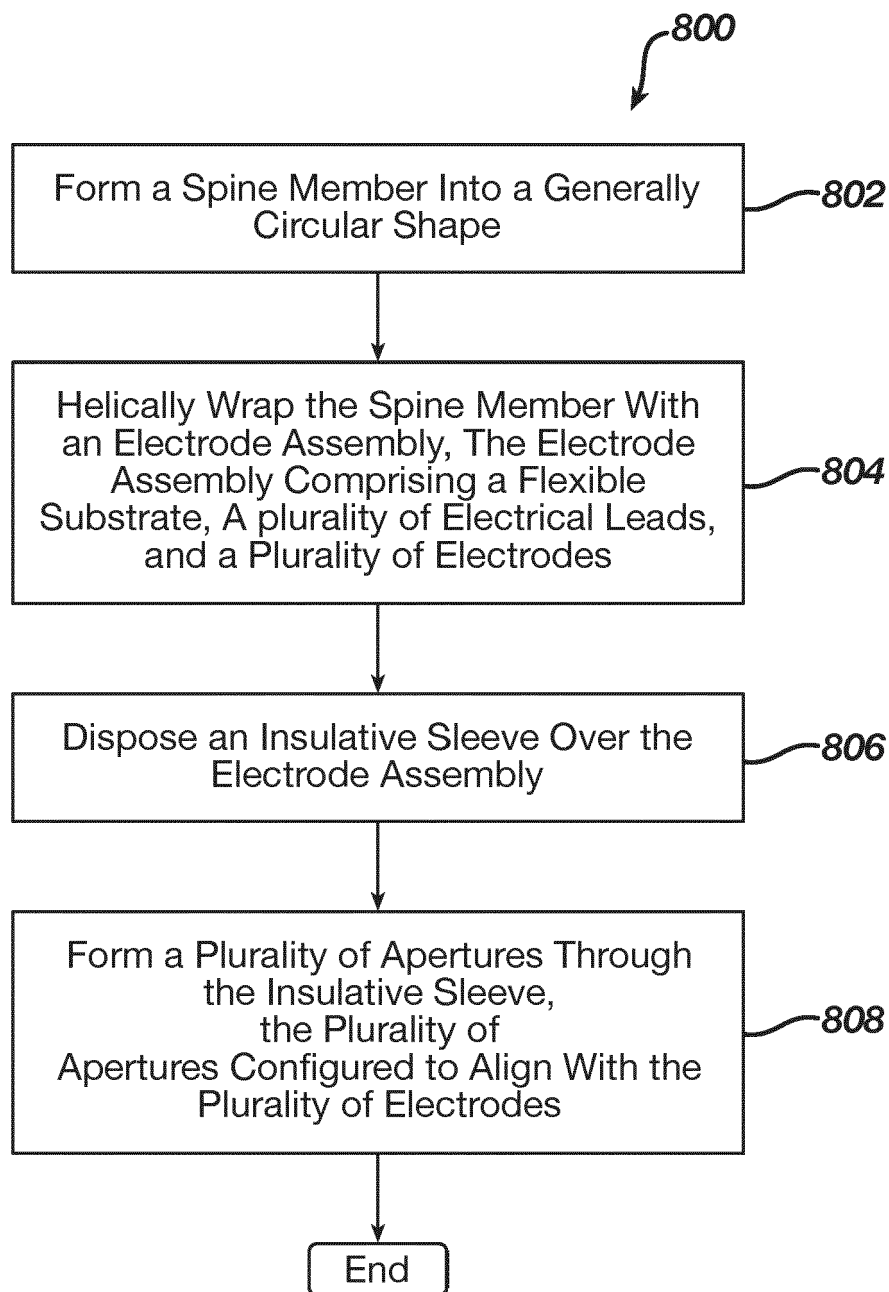 800
Form a Spine Member Into a Generally
Circular Shape
802
Helically Wrap the Spine Member With
an Electrode Assembly, The Electrode
Assembly Comprising a Flexible
Substrate, A plurality of Electrical Leads,
and a Plurality of Electrodes
804
Dispose an Insulative Sleeve Over the
Electrode Assembly
806
Form a Plurality of Apertures Through
the Insulative Sleeve,
the Plurality of
Apertures Configured to Align With the
Plurality of Electrodes
808
End